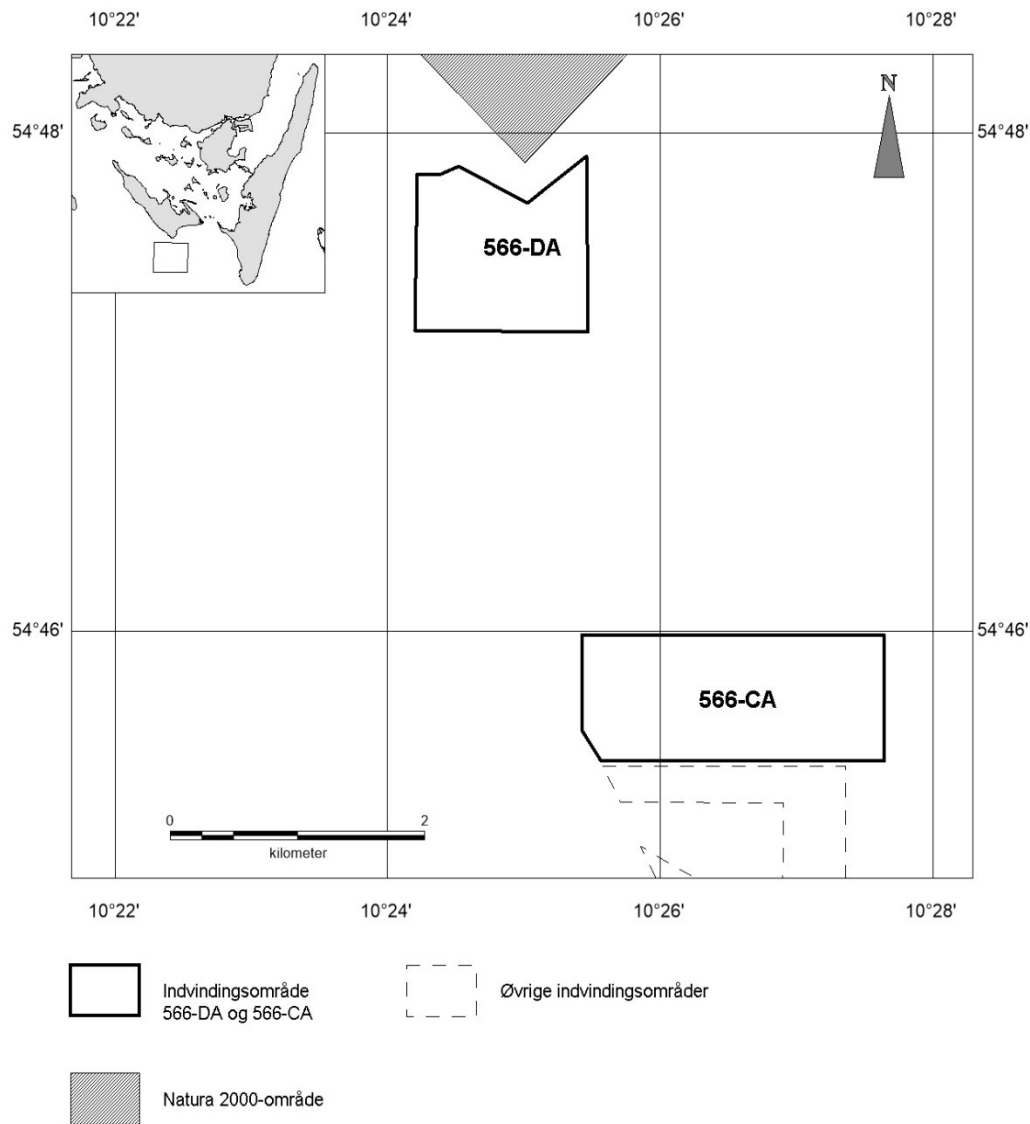 10°22' 10°24' 10°26' 10°28'
N
54°48' 54°48'
566-DA
54°46' 54°46'
566-CA
0 2
kilometer
10°22' 10°24' 10°26' 10°28'
Indvindingsområde
566-DA og 566-CA
Øvrige indvindingsområder
Natura 2000-område